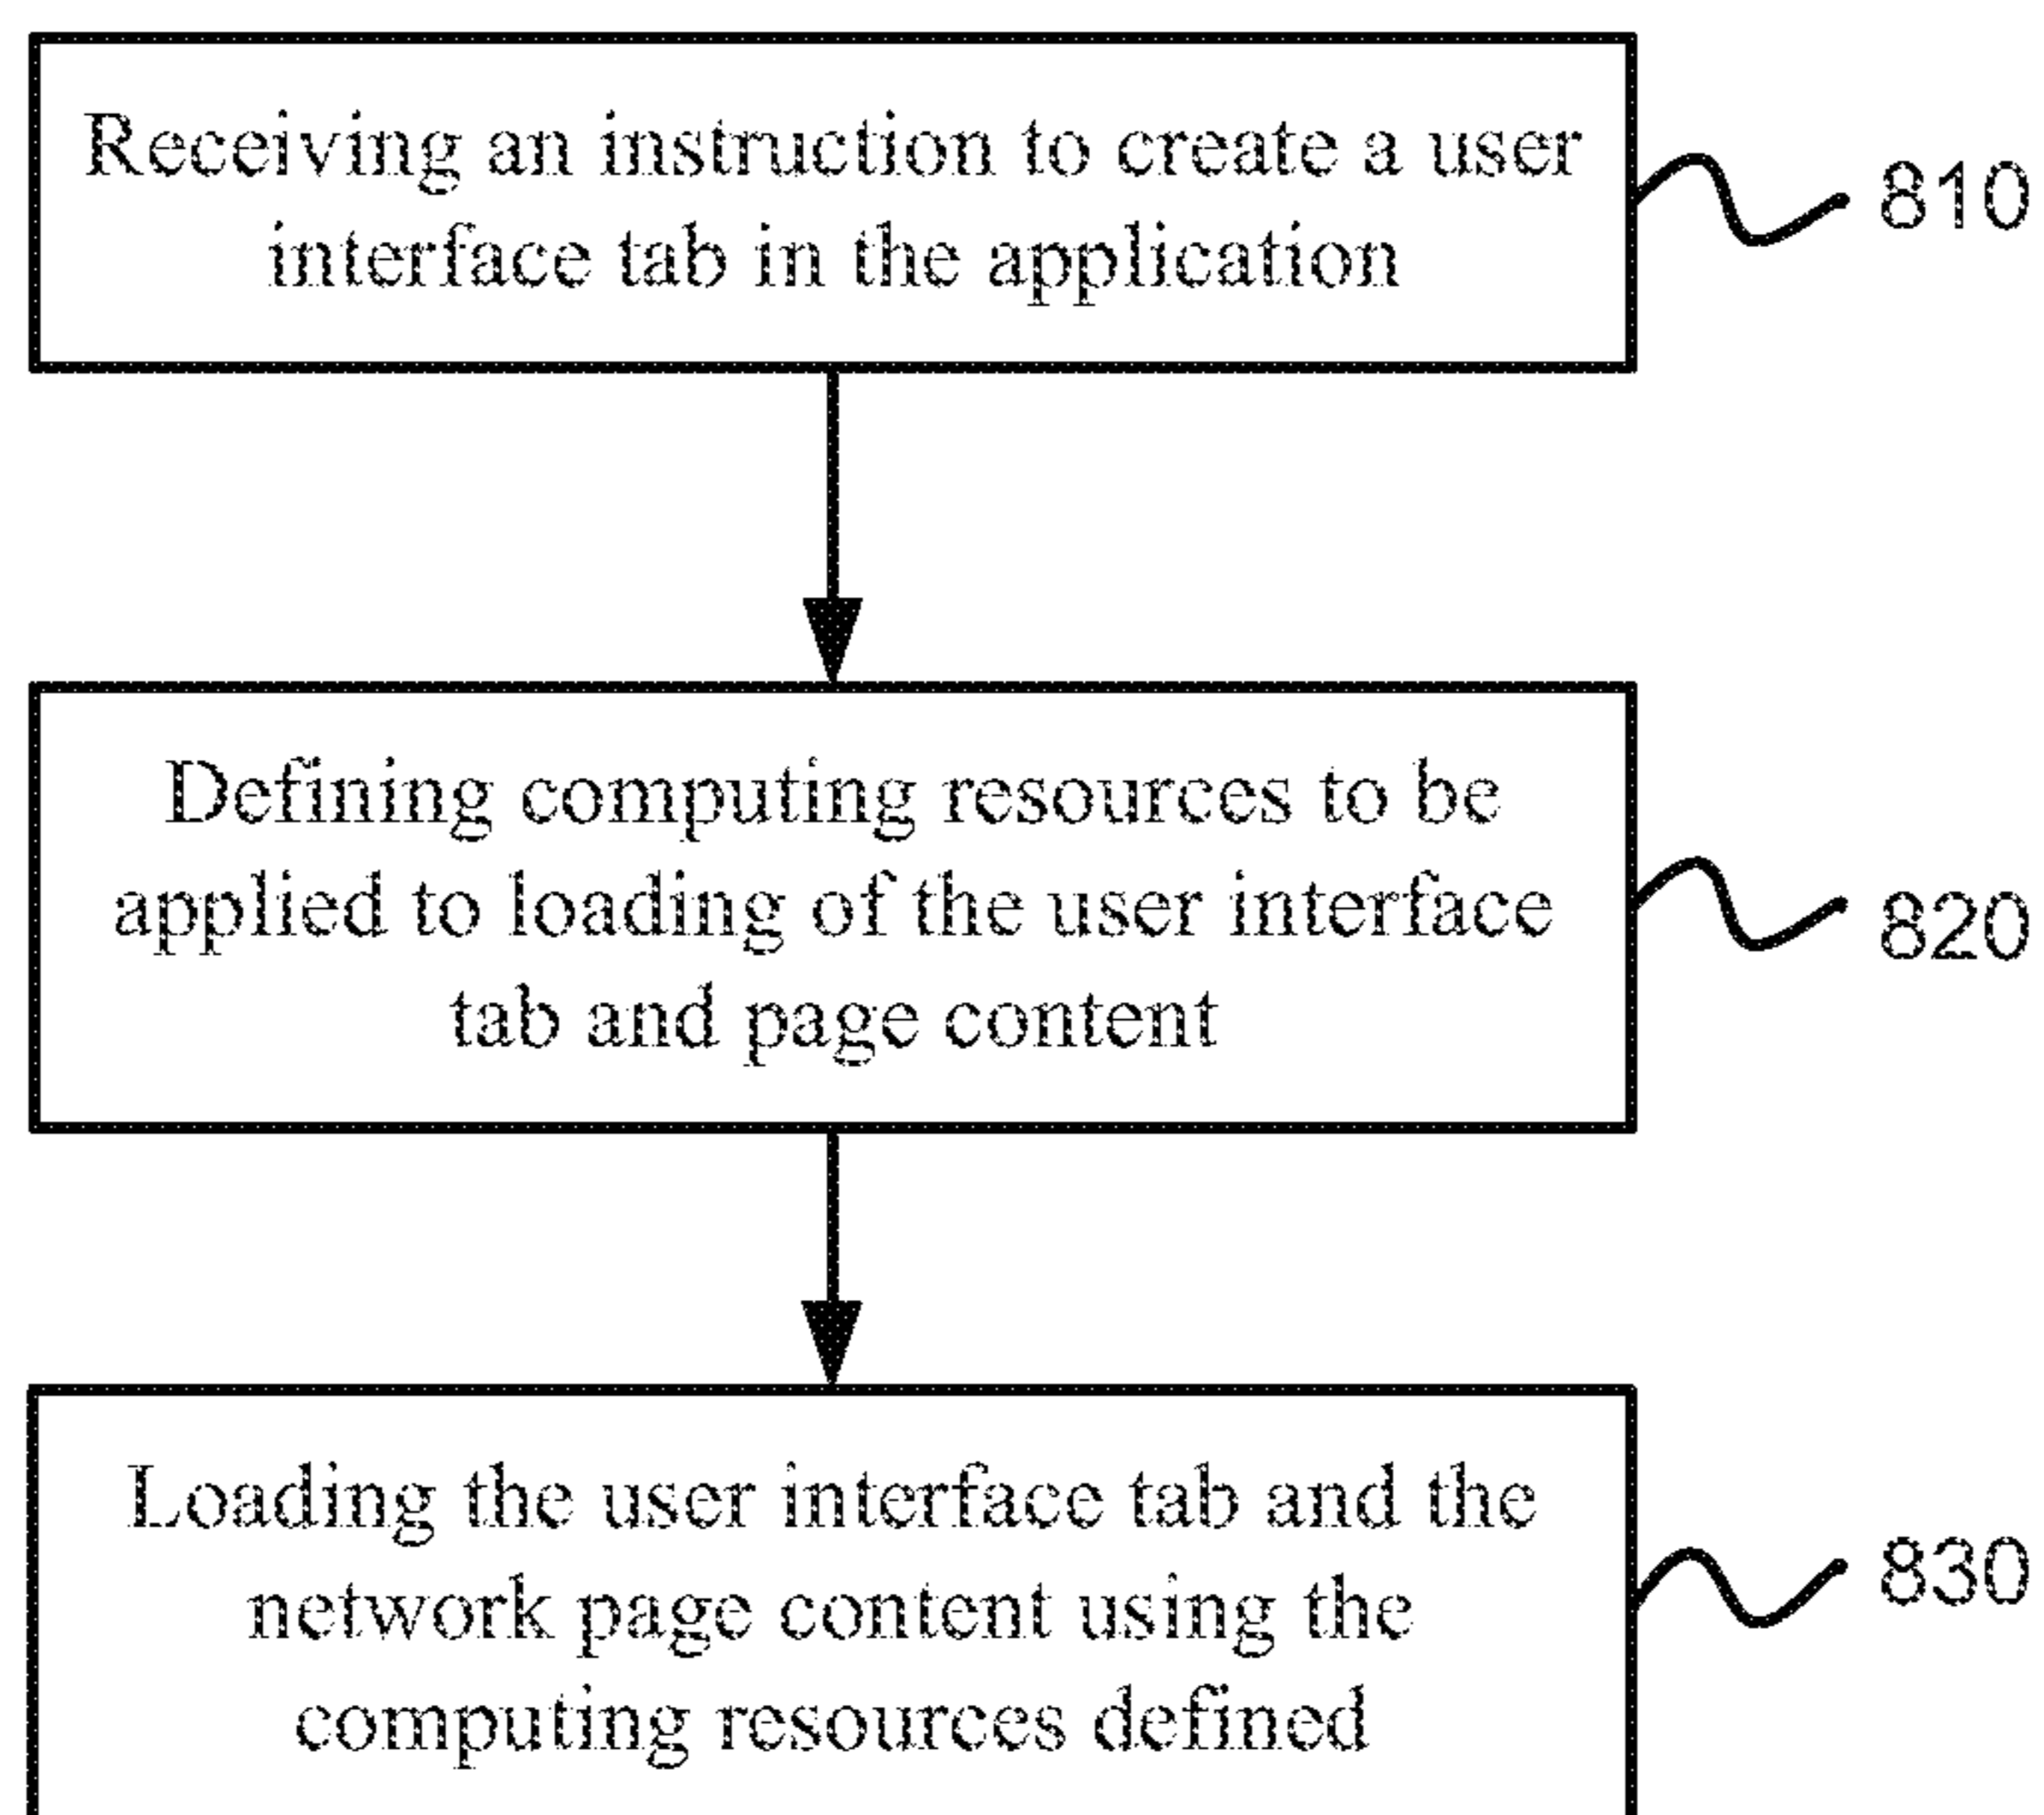 Receiving an instruction to create a user
interface tab in the application
810
Defining computing resources to be
applied to loading of the user interface
tab and page content
820
Loading the user interface tab and the
network page content using the
computing resources defined
830